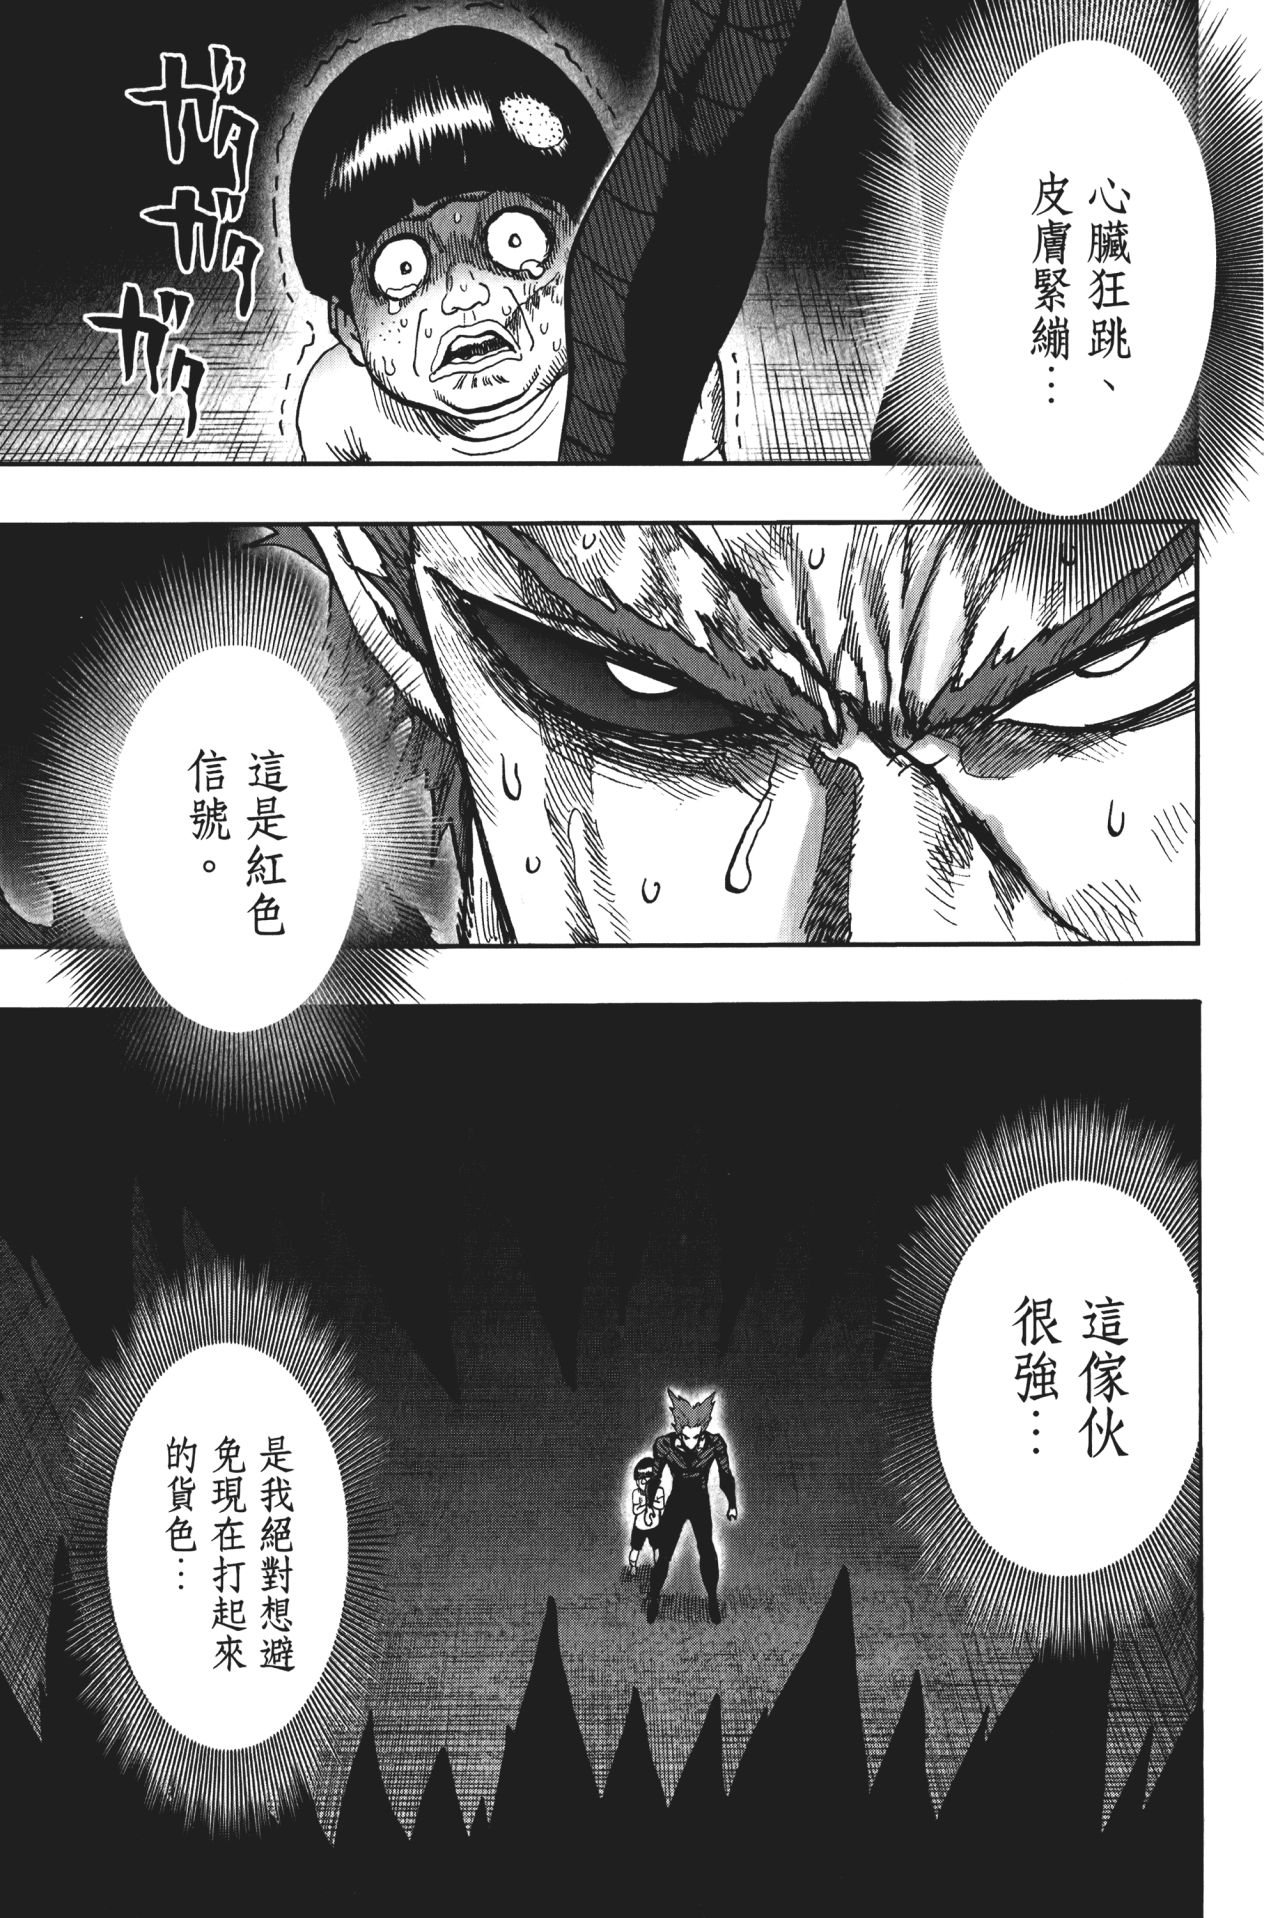 心臟狂跳、
皮膚緊繃…
ガタ
ガタ
ガタ
這是紅色
信號。
這傢伙
很強…
是我絕對想避
免現在打起來
的貨色…